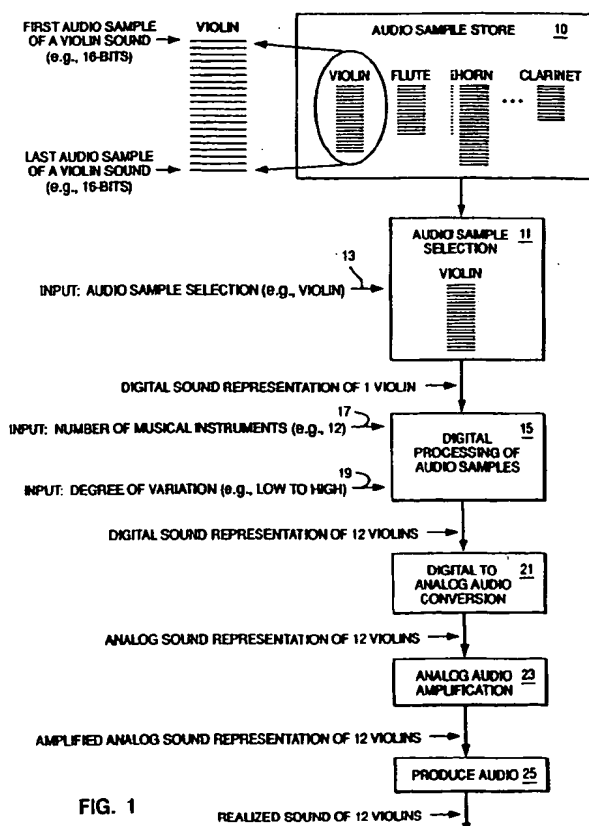 FIRST AUDIO SAMPLE
OF A VIOLIN SOUND
(e.g., 16-BITS)
VIOLIN
LAST AUDIO SAMPLE
OF A VIOLIN SOUND
(e.g., 16-BITS)
AUDIO SAMPLE STORE 10
VIOLIN FLUTE HORN ••• CLARINET
AUDIO SAMPLE 11
SELECTION
VIOLIN
13
INPUT: AUDIO SAMPLE SELECTION (e.g., VIOLIN)
DIGITAL SOUND REPRESENTATION OF 1 VIOLIN
17
INPUT: NUMBER OF MUSICAL INSTRUMENTS (e.g., 12)
15
DIGITAL
PROCESSING OF
AUDIO SAMPLES
19
INPUT: DEGREE OF VARIATION (e.g., LOW TO HIGH)
DIGITAL SOUND REPRESENTATION OF 12 VIOLINS
DIGITAL TO 21
ANALOG AUDIO
CONVERSION
ANALOG SOUND REPRESENTATION OF 12 VIOLINS
ANALOG AUDIO 23
AMPLIFICATION
AMPLIFIED ANALOG SOUND REPRESENTATION OF 12 VIOLINS
PRODUCE AUDIO 25
FIG. 1
REALIZED SOUND OF 12 VIOLINS